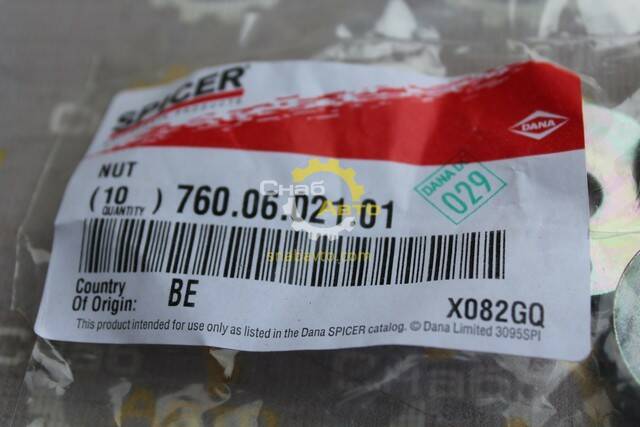 SPICER
DANA
NUT
(10) 760.06.021.01
QUANTITY
DANA
029
Снаб
Авто
snabavto.com
Country
Of Origin: BE
X082GQ
This product intended for use only as listed in the Dana SPICER catalog. © Dana Limited 3095SPI